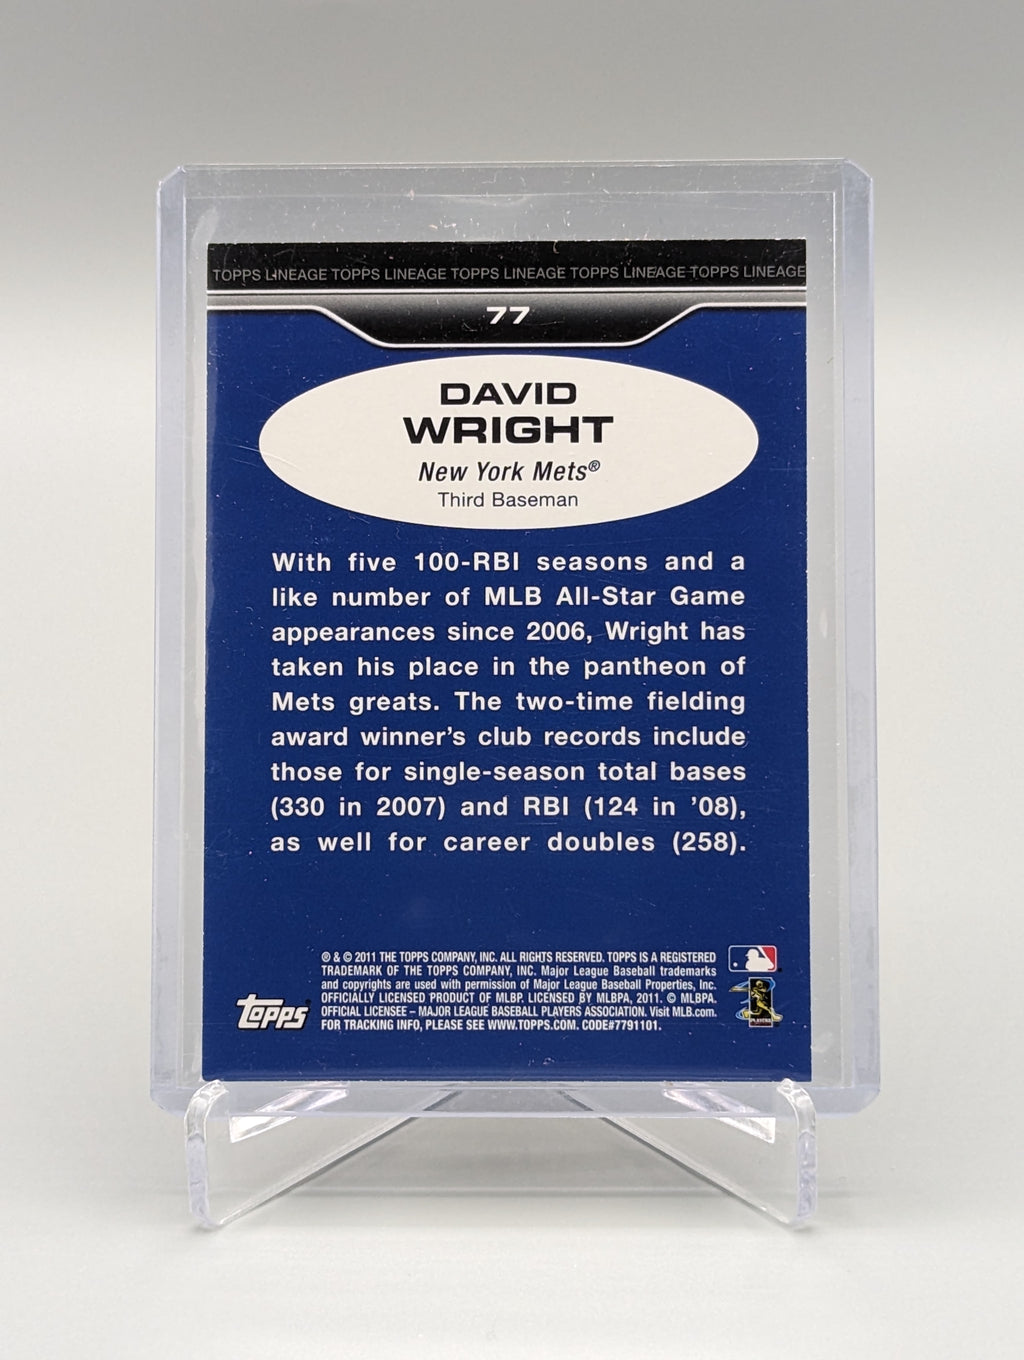 TOPPS LINEAGE TOPPS LINEAGE TOPPS LINEAGE TOPPS LINEAGE TOPPS LINEAGE
77
DAVID
WRIGHT
New York Mets®
Third Baseman
With five 100-RBI seasons and a
like number of MLB All-Star Game
appearances since 2006, Wright has
taken his place in the pantheon of
Mets greats. The two-time fielding
award winner's club records include
those for single-season total bases
(330 in 2007) and RBI (124 in '08),
as well for career doubles (258).
® & © 2011 THE TOPPS COMPANY, INC. ALL RIGHTS RESERVED. TOPPS IS A REGISTERED
TRADEMARK OF THE TOPPS COMPANY, INC. Major League Baseball trademarks
and copyrights are used with permission of Major League Baseball Properties, Inc.
OFFICIALLY LICENSED PRODUCT OF MLBP. LICENSED BY MLBPA, 2011. © MLBPA.
OFFICIAL LICENSEE – MAJOR LEAGUE BASEBALL PLAYERS ASSOCIATION. Visit MLB.com.
FOR TRACKING INFO, PLEASE SEE WWW.TOPPS.COM. CODE#7791101.
Topps
PLAYERS